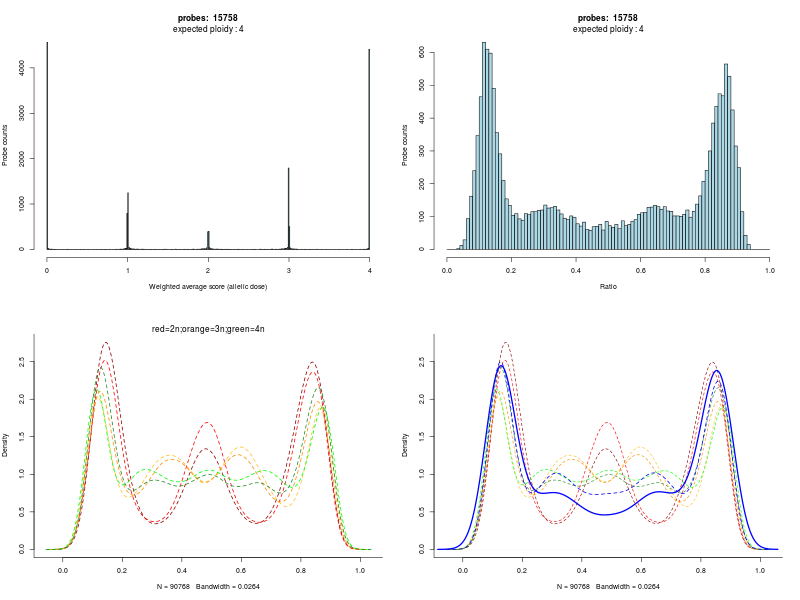 probes: 15758
expected ploidy : 4
Probe counts
4000
3000
2000
1000
0
0 1 2 3 4
Weighted average score (allelic dose)
probes: 15758
expected ploidy : 4
Probe counts
600
500
400
300
200
100
0
0.0 0.2 0.4 0.6 0.8 1.0
Ratio
red=2n;orange=3n;green=4n
Density
2.5
2.0
1.5
1.0
0.5
0.0
0.0 0.2 0.4 0.6 0.8 1.0
N = 90768 Bandwidth = 0.0264
Density
2.5
2.0
1.5
1.0
0.5
0.0
0.0 0.2 0.4 0.6 0.8 1.0
N = 90768 Bandwidth = 0.0264